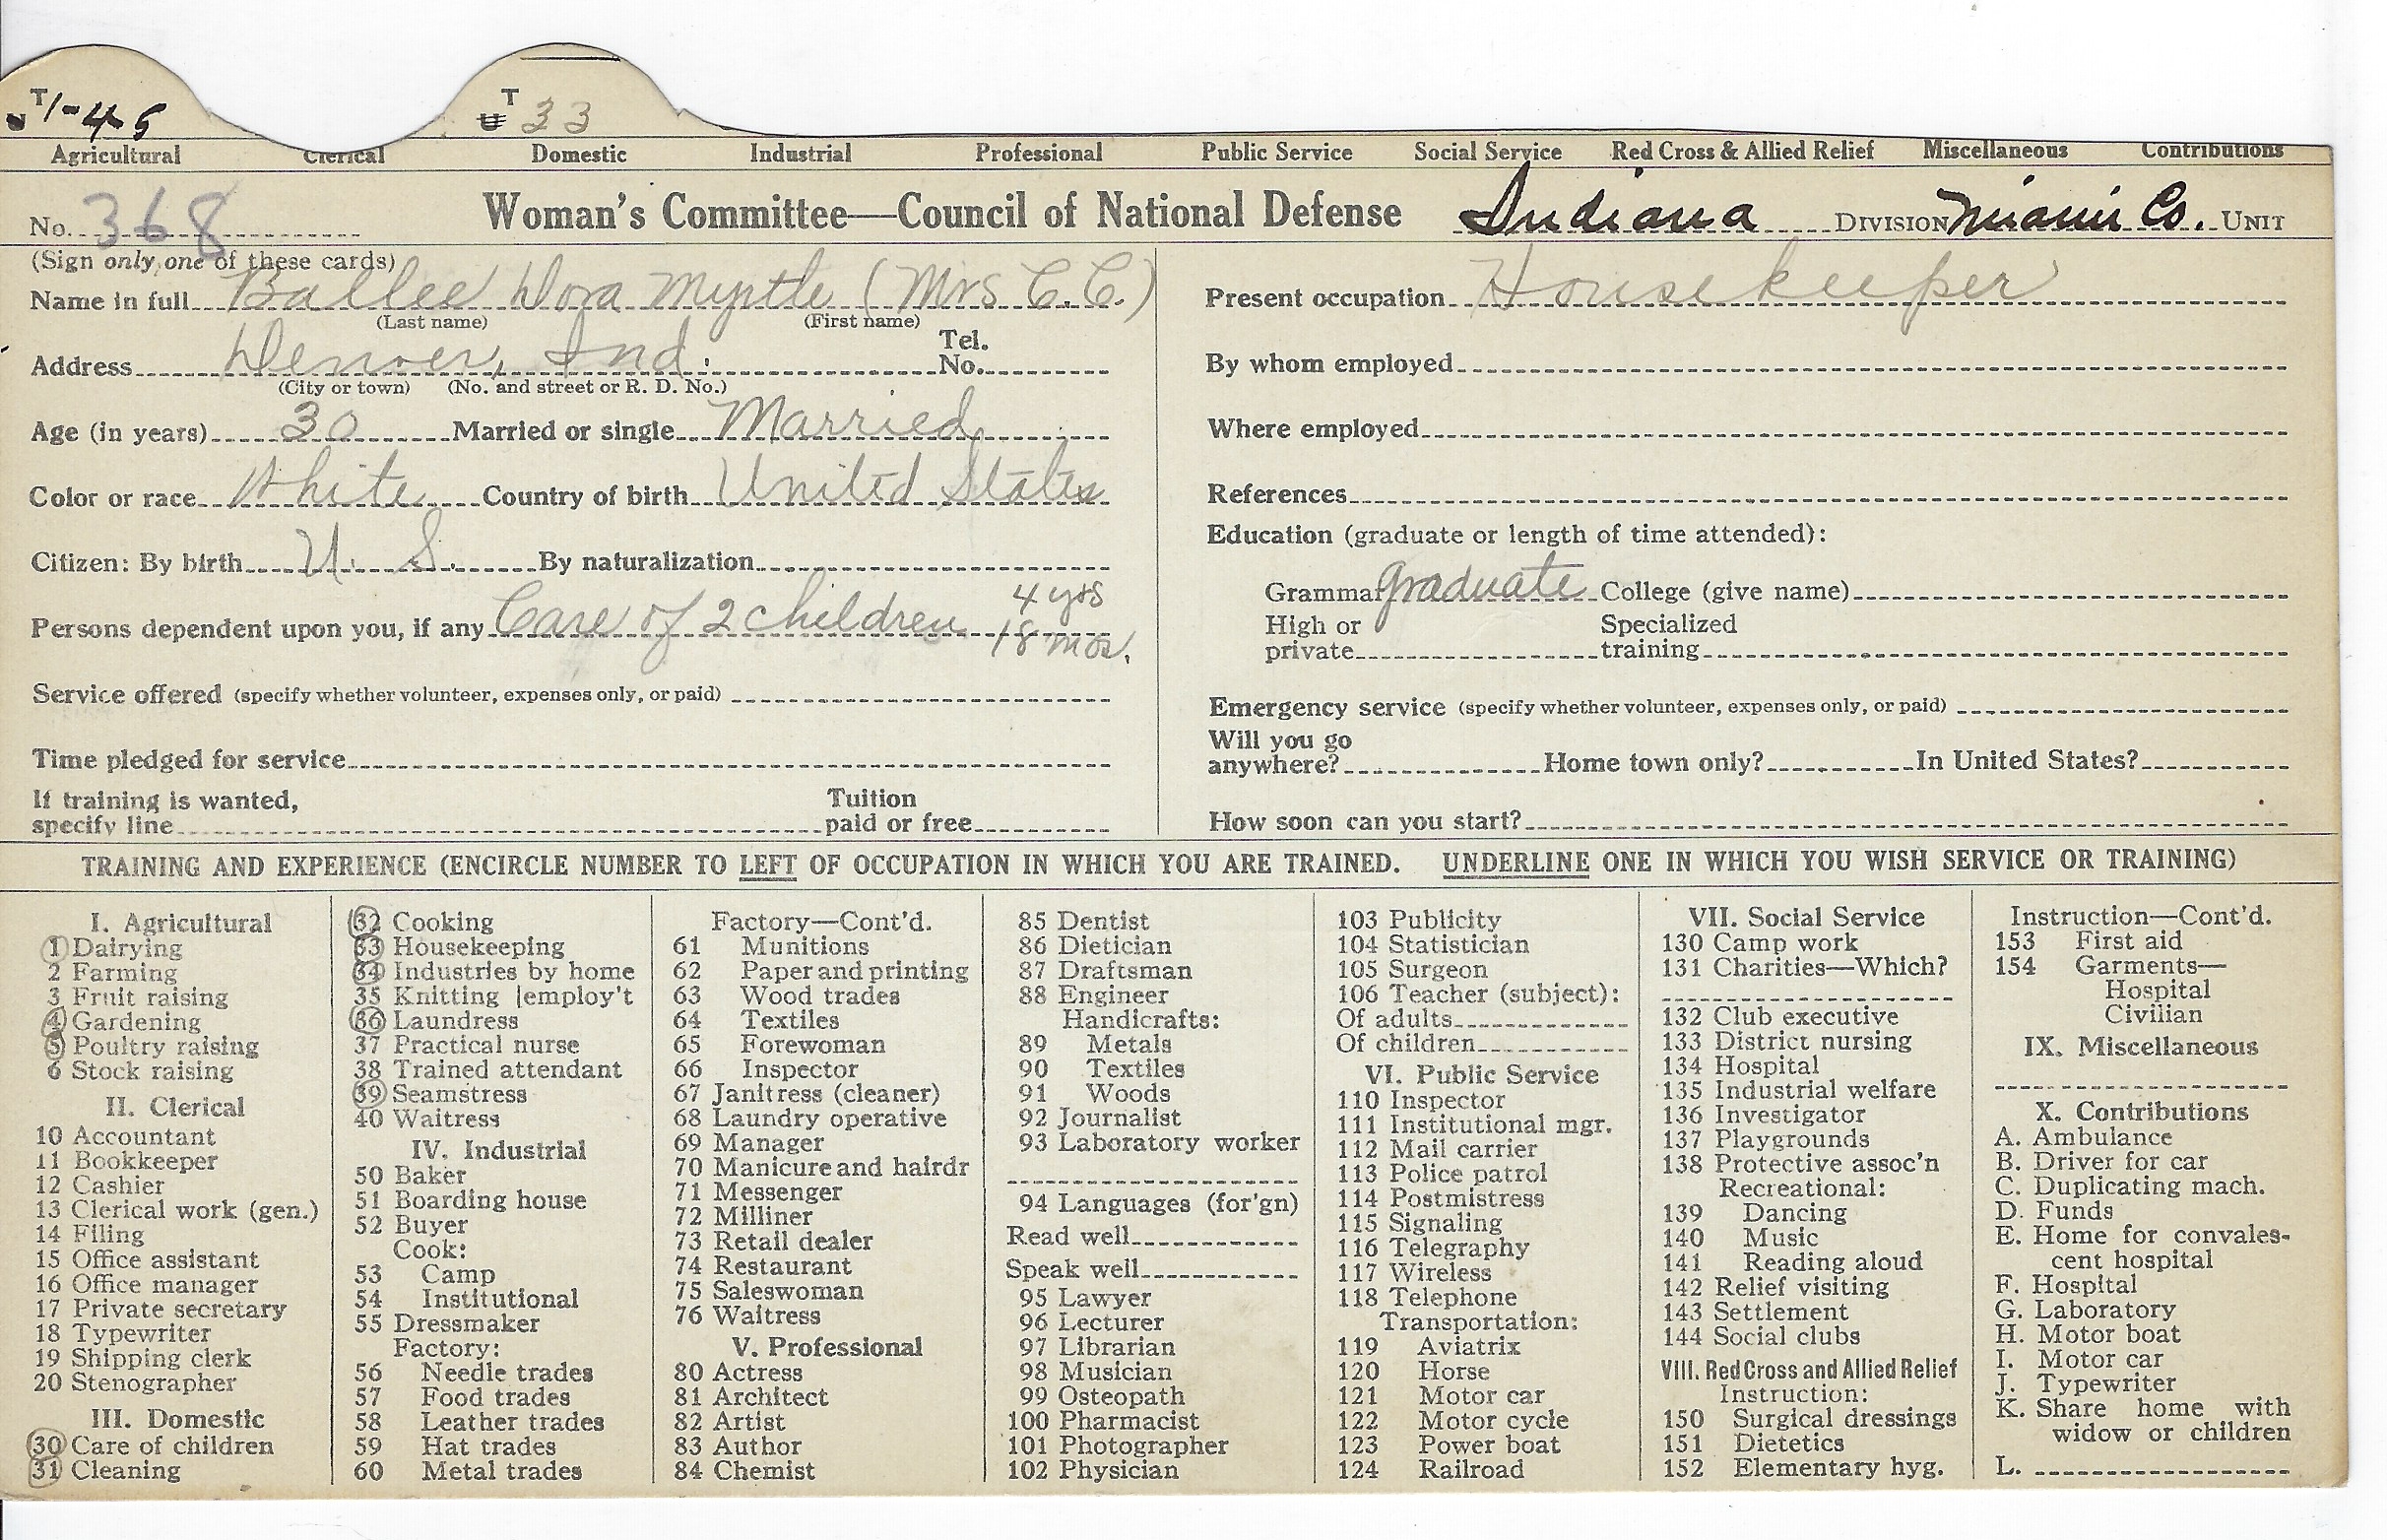 T 1-45 T 33
U U
Agricultural Clerical Domestic Industrial Professional Public Service Social Service Red Cross & Allied Relief Miscellaneous Contributions
No. 368 Woman's Committee—Council of National Defense Indiana DIVISION Miami Co. UNIT
(Sign only one of these cards)
Name in full Ballee Dora Myrtle (Mrs C.C.)
(Last name) (First name)
Address Denver, Ind. Tel. No.
(City or town) (No. and street or R. D. No.)
Age (in years) 30 Married or single Married
Color or race White Country of birth United States
Citizen: By birth U. S. By naturalization
Persons dependent upon you, if any Care of 2 children 4 yrs
18 mos.
Service offered (specify whether volunteer, expenses only, or paid)
Time pledged for service
If training is wanted,
specify line Tuition paid or free
Present occupation Housekeeper
By whom employed
Where employed
References
Education (graduate or length of time attended):
Grammar graduate College (give name)
High or private Specialized training
Emergency service (specify whether volunteer, expenses only, or paid)
Will you go
anywhere? Home town only? In United States?
How soon can you start?
TRAINING AND EXPERIENCE (ENCIRCLE NUMBER TO LEFT OF OCCUPATION IN WHICH YOU ARE TRAINED. UNDERLINE ONE IN WHICH YOU WISH SERVICE OR TRAINING)
I. Agricultural
1 Dairying
2 Farming
3 Fruit raising
4 Gardening
5 Poultry raising
6 Stock raising
II. Clerical
10 Accountant
11 Bookkeeper
12 Cashier
13 Clerical work (gen.)
14 Filing
15 Office assistant
16 Office manager
17 Private secretary
18 Typewriter
19 Shipping clerk
20 Stenographer
III. Domestic
30 Care of children
31 Cleaning
32 Cooking
33 Housekeeping
34 Industries by home
35 Knitting |employ't
36 Laundress
37 Practical nurse
38 Trained attendant
39 Seamstress
40 Waitress
IV. Industrial
50 Baker
51 Boarding house
52 Buyer
Cook:
53 Camp
54 Institutional
55 Dressmaker
Factory:
56 Needle trades
57 Food trades
58 Leather trades
59 Hat trades
60 Metal trades
Factory—Cont'd.
61 Munitions
62 Paper and printing
63 Wood trades
64 Textiles
65 Forewoman
66 Inspector
67 Janitress (cleaner)
68 Laundry operative
69 Manager
70 Manicure and hairdr
71 Messenger
72 Milliner
73 Retail dealer
74 Restaurant
75 Saleswoman
76 Waitress
V. Professional
80 Actress
81 Architect
82 Artist
83 Author
84 Chemist
85 Dentist
86 Dietician
87 Draftsman
88 Engineer
Handicrafts:
89 Metals
90 Textiles
91 Woods
92 Journalist
93 Laboratory worker
94 Languages (for'gn)
Read well
Speak well
95 Lawyer
96 Lecturer
97 Librarian
98 Musician
99 Osteopath
100 Pharmacist
101 Photographer
102 Physician
103 Publicity
104 Statistician
105 Surgeon
106 Teacher (subject):
Of adults
Of children
VI. Public Service
110 Inspector
111 Institutional mgr.
112 Mail carrier
113 Police patrol
114 Postmistress
115 Signaling
116 Telegraphy
117 Wireless
118 Telephone
Transportation:
119 Aviatrix
120 Horse
121 Motor car
122 Motor cycle
123 Power boat
124 Railroad
VII. Social Service
130 Camp work
131 Charities—Which?
132 Club executive
133 District nursing
134 Hospital
135 Industrial welfare
136 Investigator
137 Playgrounds
138 Protective assoc'n
Recreational:
139 Dancing
140 Music
141 Reading aloud
142 Relief visiting
143 Settlement
144 Social clubs
VIII. Red Cross and Allied Relief
Instruction:
150 Surgical dressings
151 Dietetics
152 Elementary hyg.
Instruction—Cont'd.
153 First aid
154 Garments—
Hospital
Civilian
IX. Miscellaneous
X. Contributions
A. Ambulance
B. Driver for car
C. Duplicating mach.
D. Funds
E. Home for convales-
cent hospital
F. Hospital
G. Laboratory
H. Motor boat
I. Motor car
J. Typewriter
K. Share home with
widow or children
L.